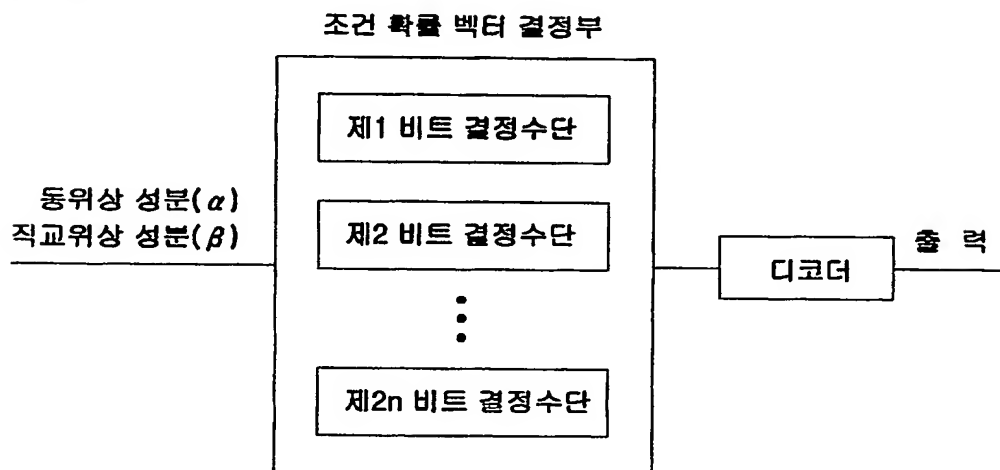 조건 확률 벡터 결정부
제1 비트 결정수단
동위상 성분(α)
직교위상 성분(β)
제2 비트 결정수단
디코더
출 력
제2n 비트 결정수단